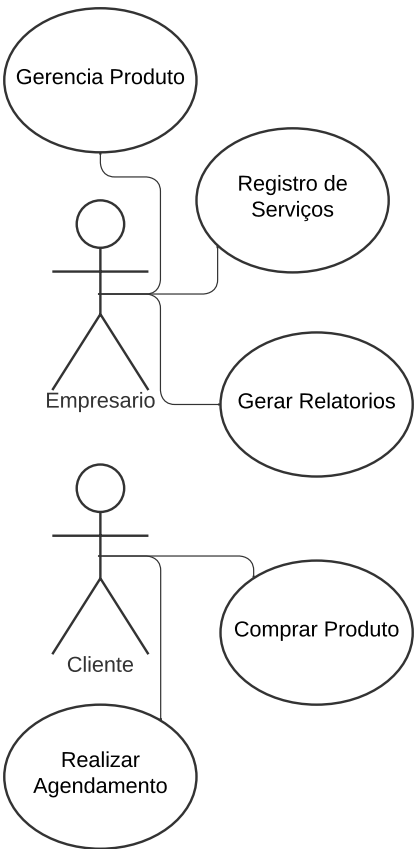 Gerencia Produto
Registro de
Serviços
Empresario
Gerar Relatorios
Comprar Produto
Cliente
Realizar
Agendamento